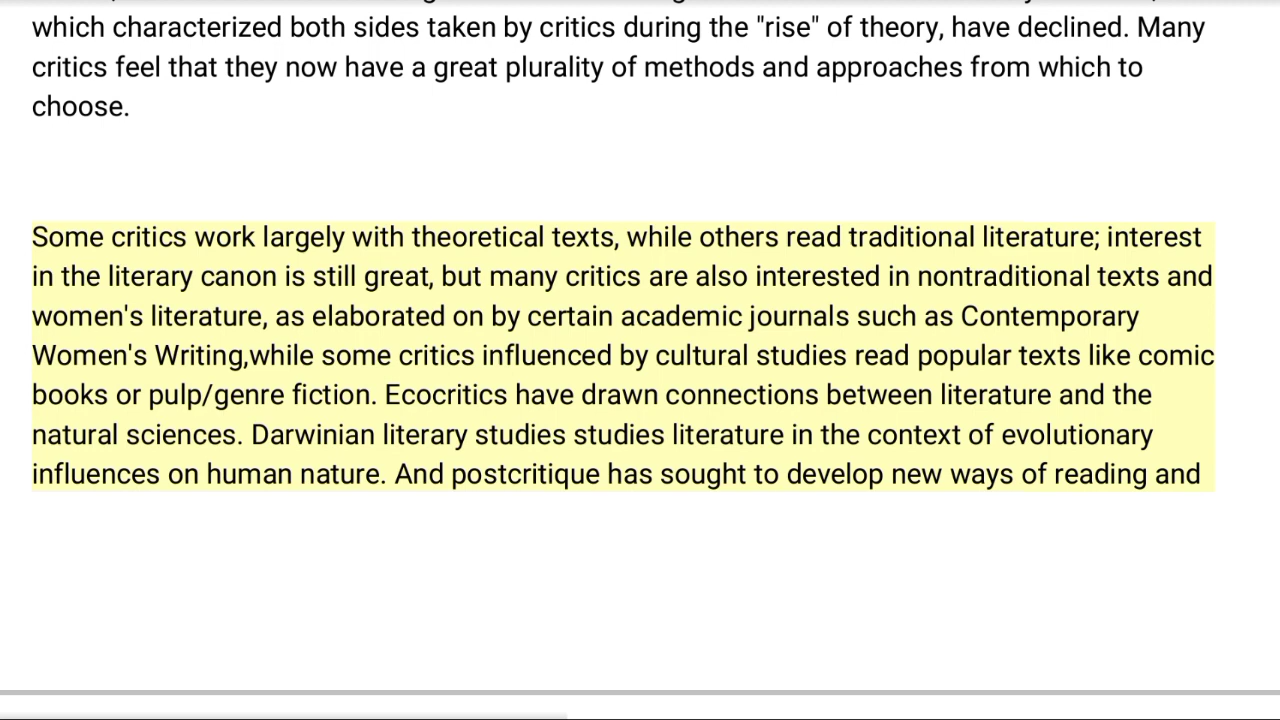 which characterized both sides taken by critics during the "rise" of theory, have declined. Many
critics feel that they now have a great plurality of methods and approaches from which to
choose.
Some critics work largely with theoretical texts, while others read traditional literature; interest
in the literary canon is still great, but many critics are also interested in nontraditional texts and
women's literature, as elaborated on by certain academic journals such as Contemporary
Women's Writing,while some critics influenced by cultural studies read popular texts like comic
books or pulp/genre fiction. Ecocritics have drawn connections between literature and the
natural sciences. Darwinian literary studies studies literature in the context of evolutionary
influences on human nature. And postcritique has sought to develop new ways of reading and